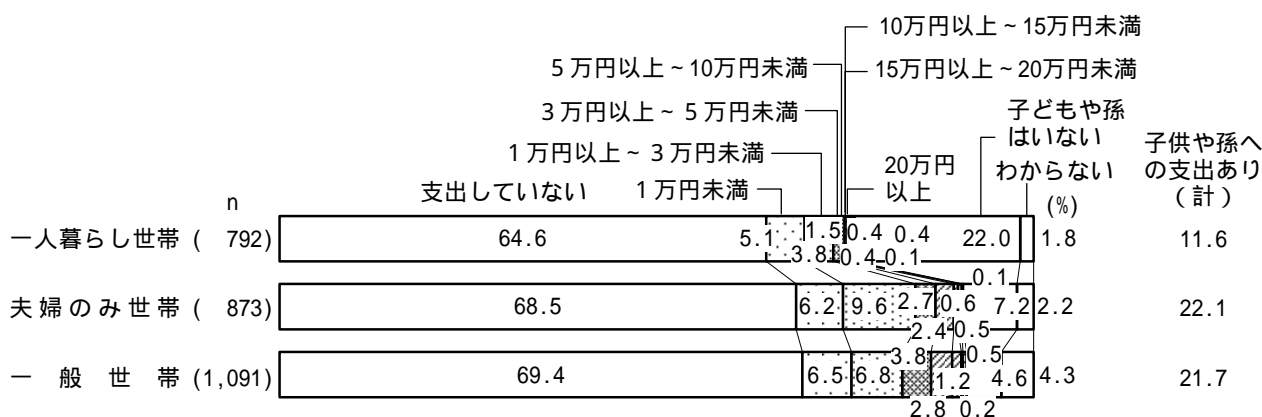 10万円以上～15万円未満
5万円以上～10万円未満 15万円以上～20万円未満
3万円以上～5万円未満
子どもや孫はいない
1万円以上～3万円未満
20万円以上
わからない
子供や孫への支出あり（計）
支出していない 1万円未満
n
(%)
一人暮らし世帯 ( 792) 64.6 5.1 1.5 0.4 0.4 22.0 1.8 11.6
3.8 0.4 0.1
0.1
夫婦のみ世帯 ( 873) 68.5 6.2 9.6 2.7 0.6 7.2 2.2 22.1
2.4 0.5
3.8 0.5
一般世帯 (1,091) 69.4 6.5 6.8 1.2 4.6 4.3 21.7
2.8 0.2